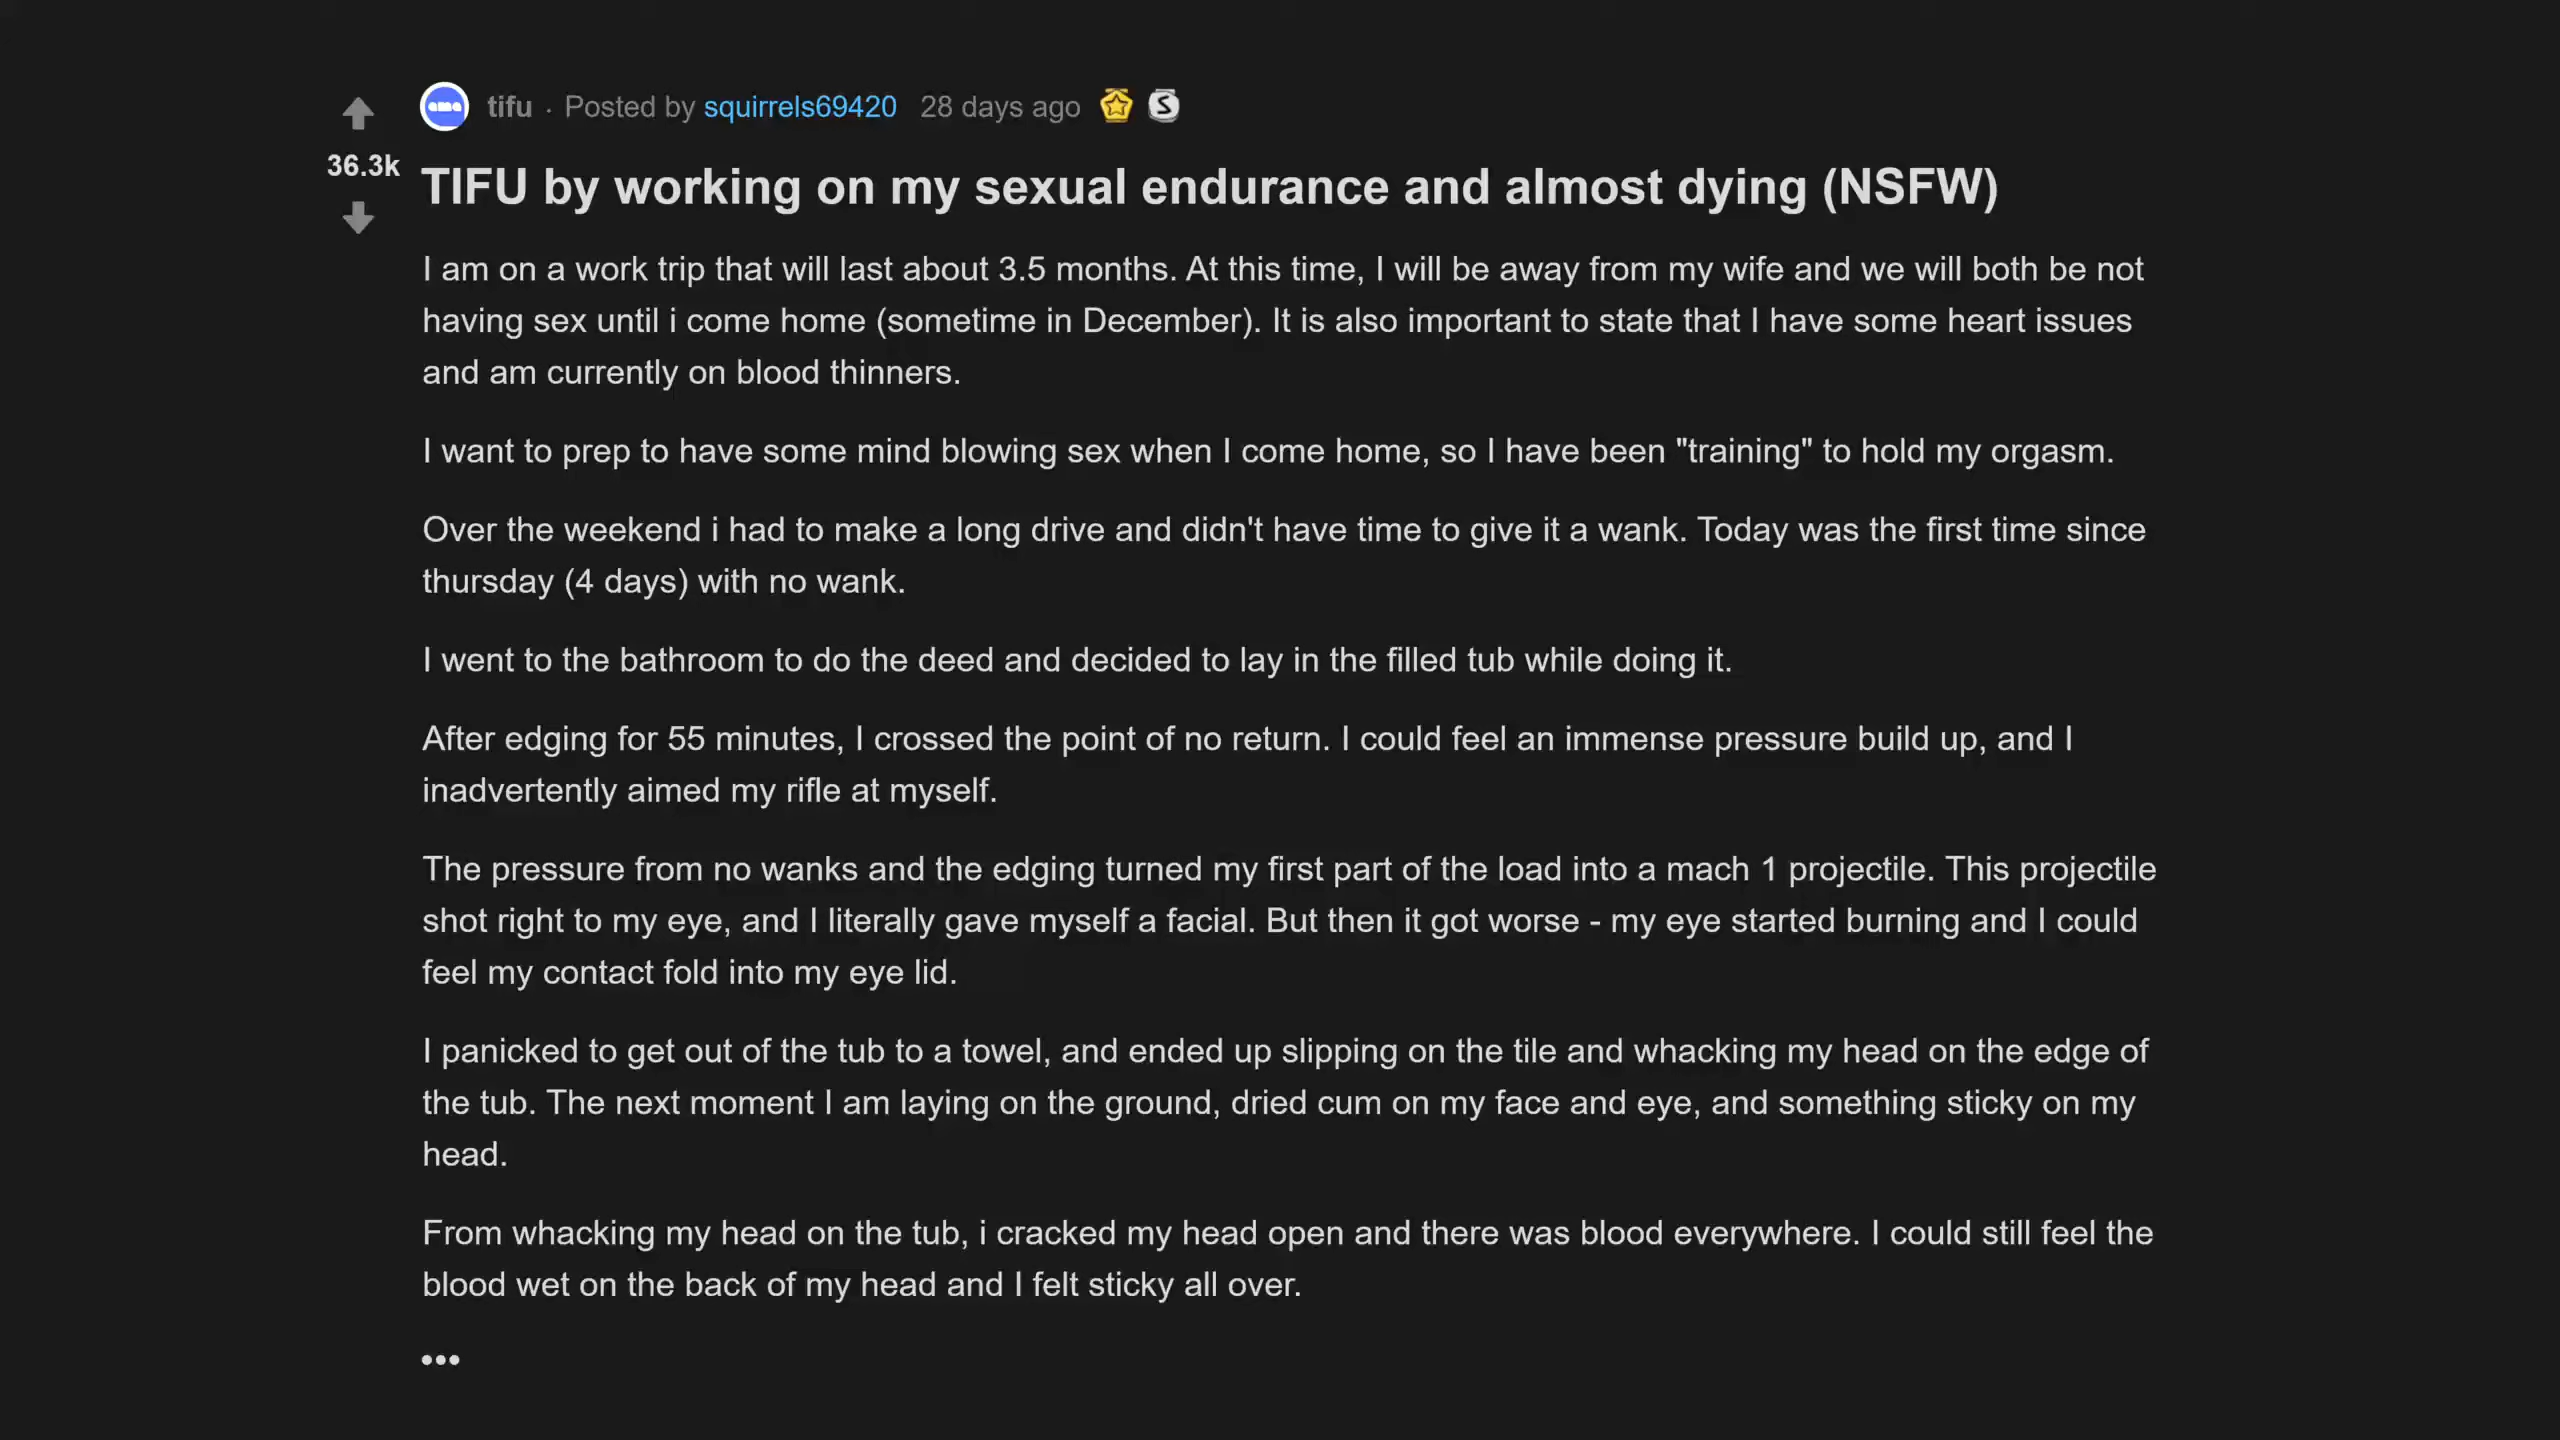 tifu · Posted by squirrels69420 28 days ago
36.3k
TIFU by working on my sexual endurance and almost dying (NSFW)
I am on a work trip that will last about 3.5 months. At this time, I will be away from my wife and we will both be not
having sex until i come home (sometime in December). It is also important to state that I have some heart issues
and am currently on blood thinners.
I want to prep to have some mind blowing sex when I come home, so I have been "training" to hold my orgasm.
Over the weekend i had to make a long drive and didn't have time to give it a wank. Today was the first time since
thursday (4 days) with no wank.
I went to the bathroom to do the deed and decided to lay in the filled tub while doing it.
After edging for 55 minutes, I crossed the point of no return. I could feel an immense pressure build up, and I
inadvertently aimed my rifle at myself.
The pressure from no wanks and the edging turned my first part of the load into a mach 1 projectile. This projectile
shot right to my eye, and I literally gave myself a facial. But then it got worse - my eye started burning and I could
feel my contact fold into my eye lid.
I panicked to get out of the tub to a towel, and ended up slipping on the tile and whacking my head on the edge of
the tub. The next moment I am laying on the ground, dried cum on my face and eye, and something sticky on my
head.
From whacking my head on the tub, i cracked my head open and there was blood everywhere. I could still feel the
blood wet on the back of my head and I felt sticky all over.
•••